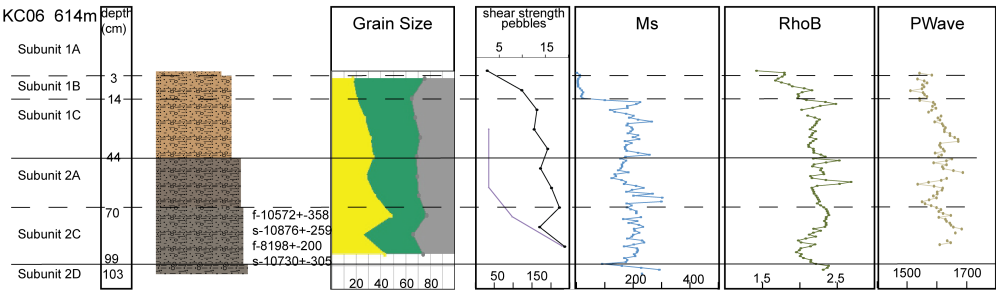 KC06 614m
depth
(cm)
Grain Size
shear strength
pebbles
5 15
Ms
RhoB
PWave
Subunit 1A
3
Subunit 1B
14
Subunit 1C
44
Subunit 2A
70
f-10572+-358
s-10876+-259
Subunit 2C
f-8198+-200
s-10730+-305
99
Subunit 2D
103
20 40 60 80
50 150
200 400
1,5 2,5
1500 1700